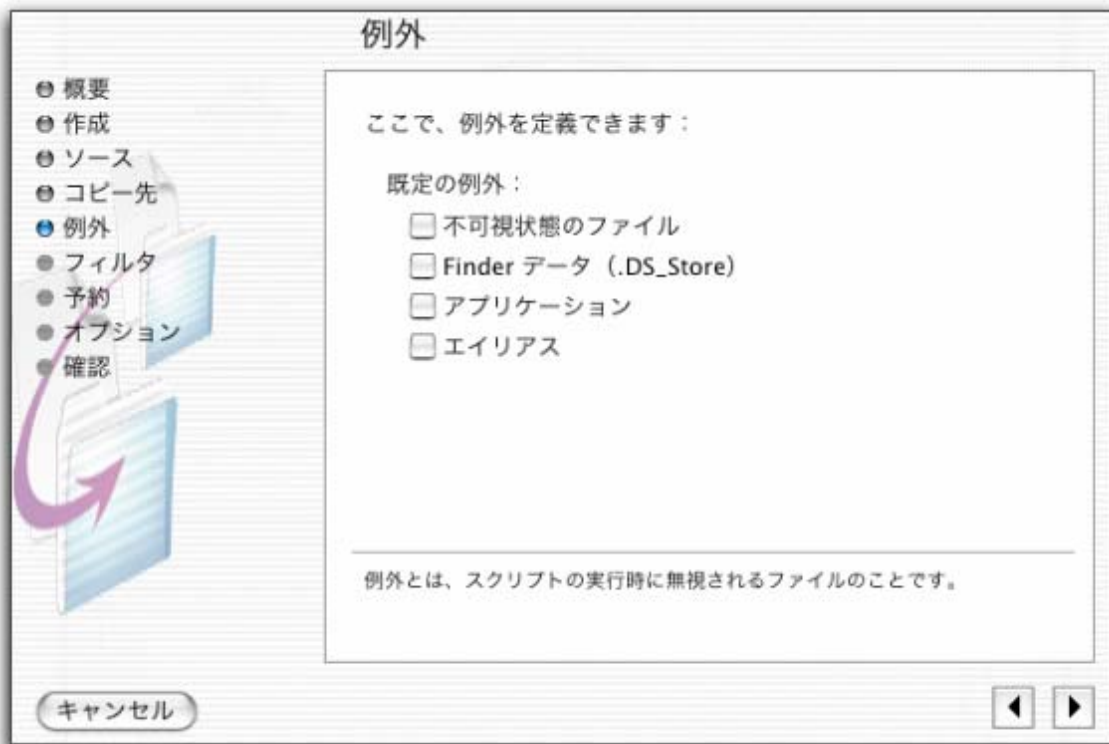 例外
概要
作成
ソース
コピー先
例外
フィルタ
予約
オプション
確認
ここで、例外を定義できます：
既定の例外：
不可視状態のファイル
Finder データ（.DS_Store）
アプリケーション
エイリアス
例外とは、スクリプトの実行時に無視されるファイルのことです。
キャンセル